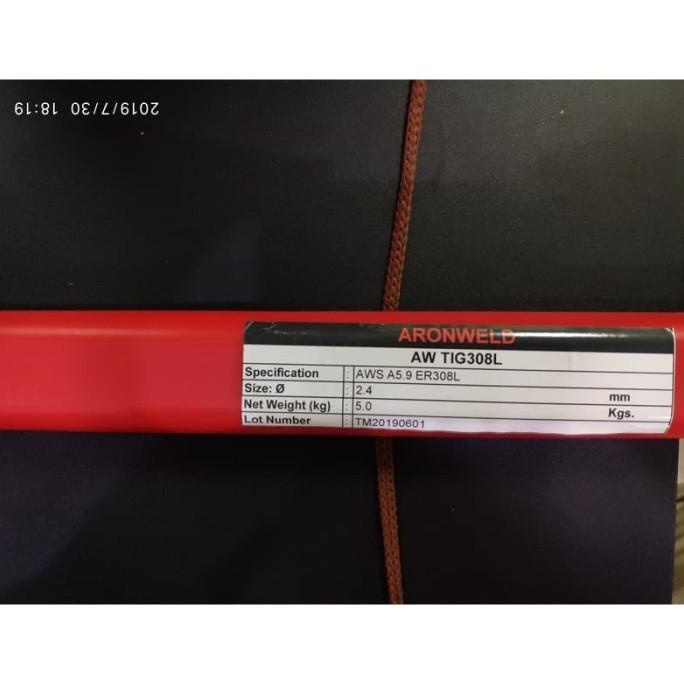 2019/7/30 18:19
ARONWELD
AW TIG308L
Specification : AWS A5.9 ER308L
Size: Ø : 2.4 mm
Net Weight (kg) : 5.0 Kgs.
Lot Number : TM20190601